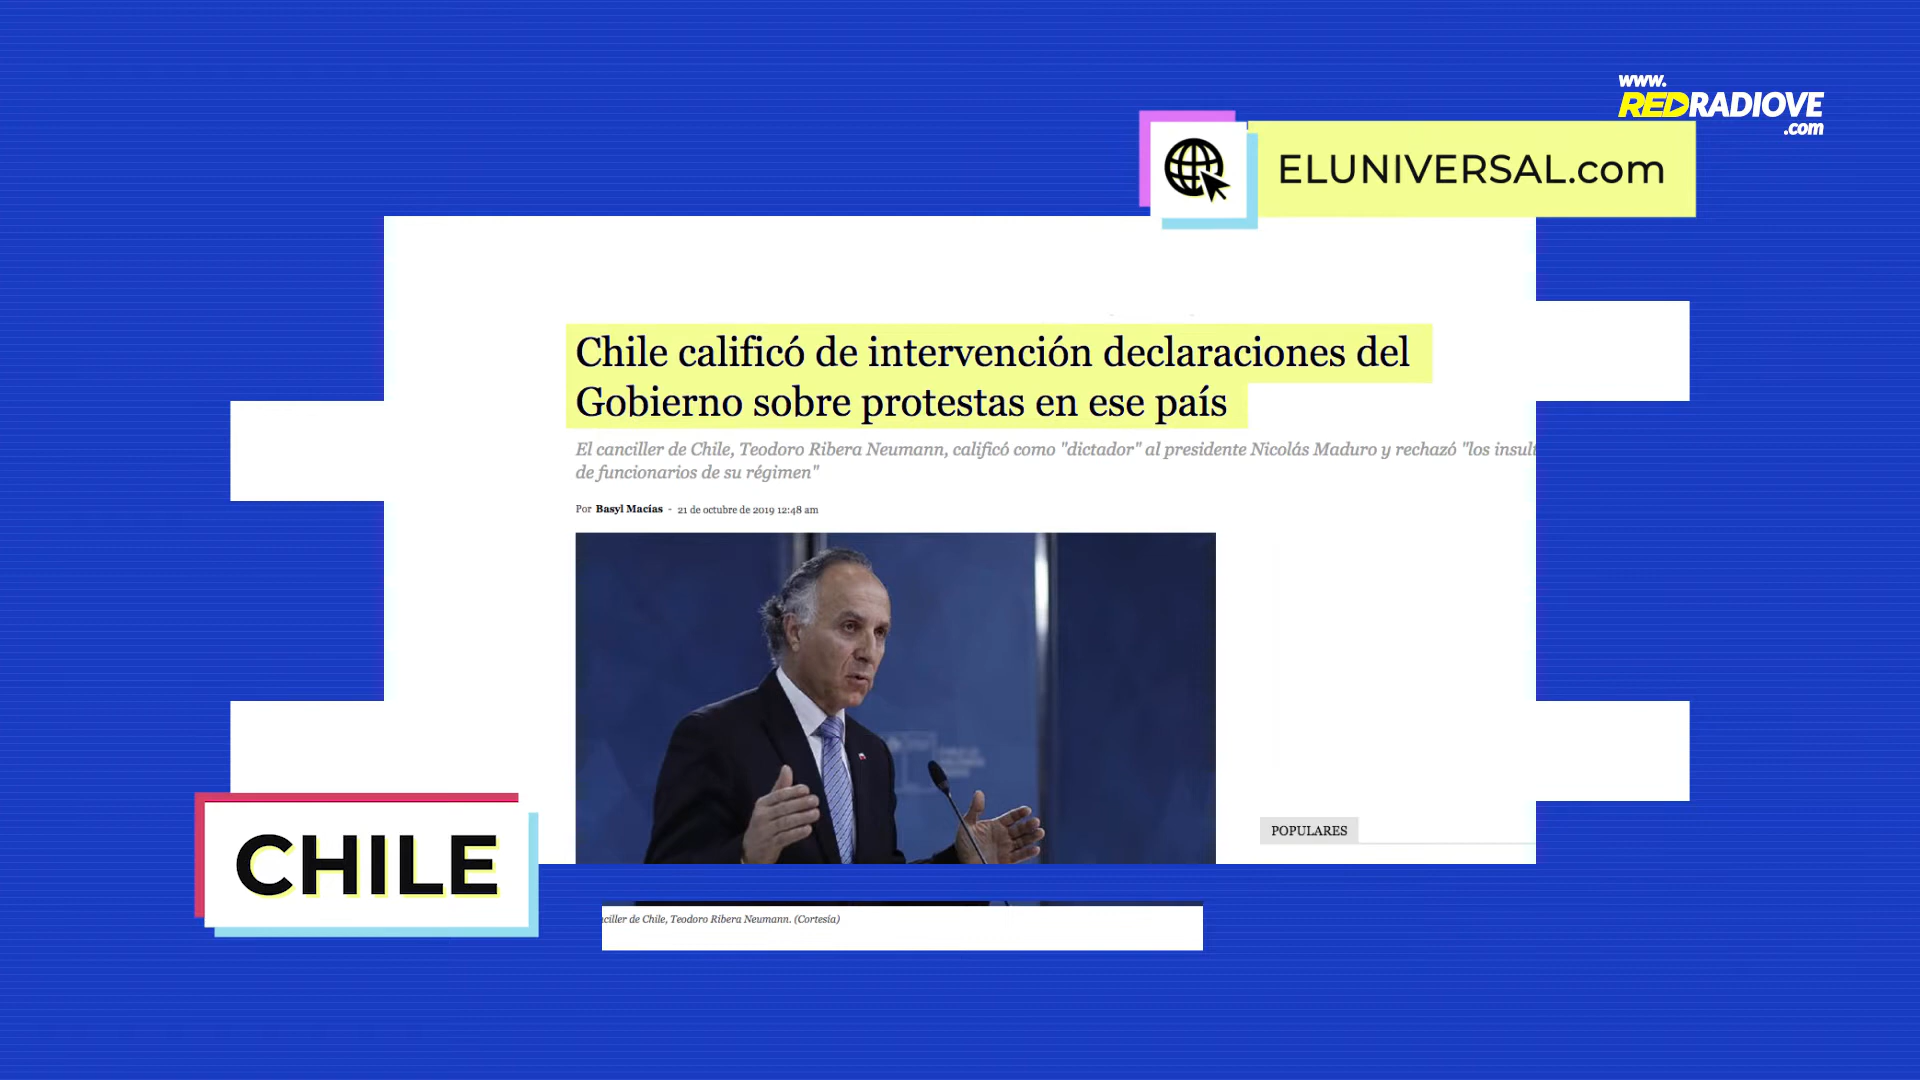 www.
REDRADIOVE
.com
ELUNIVERSAL.com
Chile calificó de intervención declaraciones del
Gobierno sobre protestas en ese país
El canciller de Chile, Teodoro Ribera Neumann, calificó como "dictador" al presidente Nicolás Maduro y rechazó "los insult
de funcionarios de su régimen"
Por Basyl Macías - 21 de octubre de 2019 12:48 am
POPULARES
CHILE
ciller de Chile, Teodoro Ribera Neumann. (Cortesía)